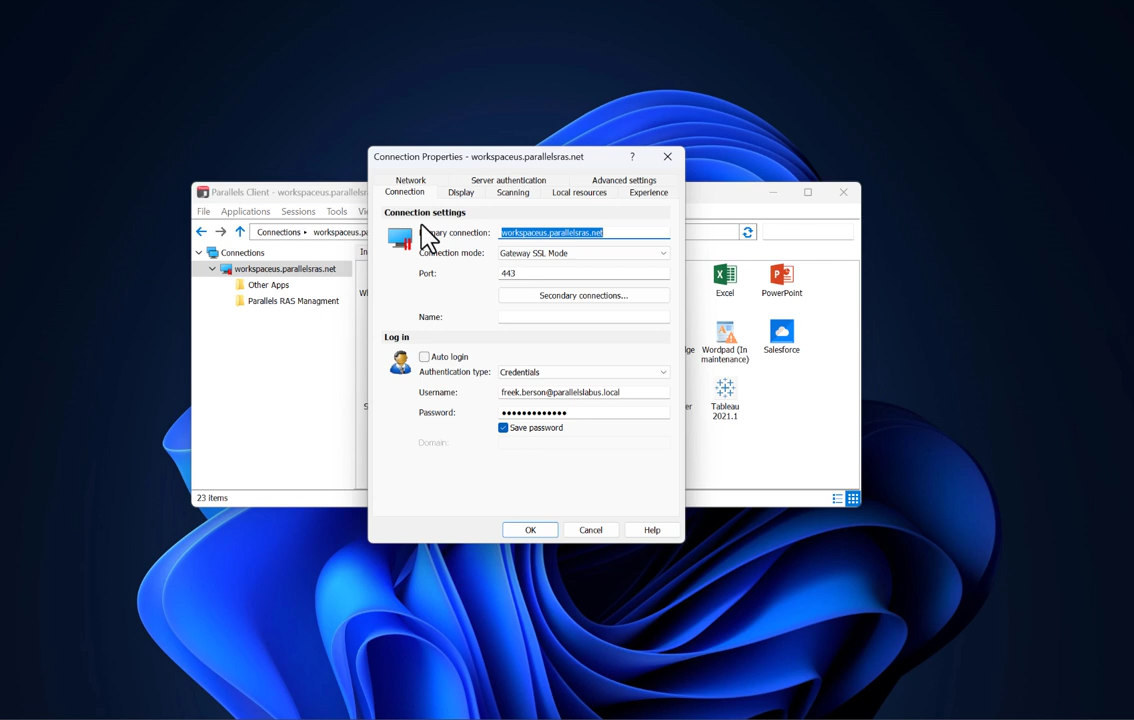 Connection Properties - workspaceus.parallelsras.net
?
Network Server authentication Advanced settings
Connection Display Scanning Local resources Experience
Connection settings
connection: workspaceus.parallelsras.net
Connection mode: Gateway SSL Mode
Port: 443
Secondary connections...
Name:
Log in
Auto login
Authentication type: Credentials
Username: freek.berson@parallelslabus.local
Password: •••••••••••••
Save password
Domain:
OK Cancel Help
Parallels Client - workspaceus.parallelsras
File Applications Sessions Tools
Connections workspaceus.pa
Connections
workspaceus.parallelsras.net
Other Apps
Parallels RAS Managment
Excel PowerPoint
Wordpad (In Salesforce
maintenance)
Tableau
2021.1
23 items